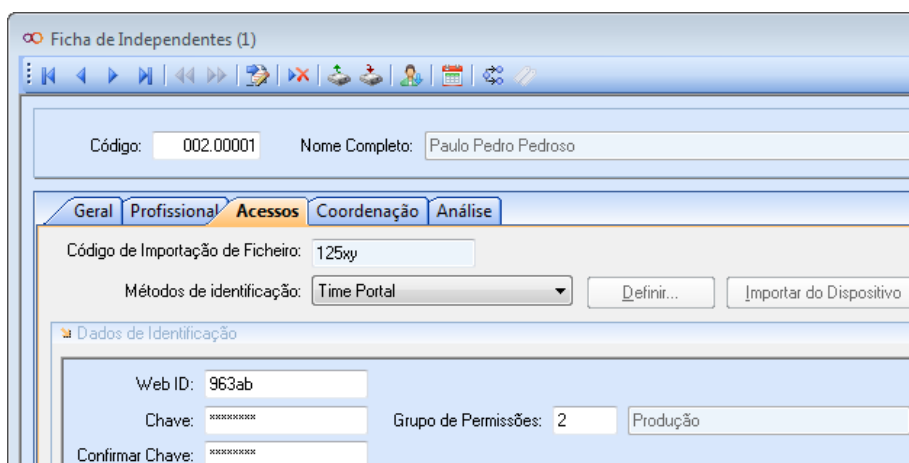 Ficha de Independentes (1)
Código: 002.00001 Nome Completo: Paulo Pedro Pedroso
Geral Profissional Acessos Coordenação Análise
Código de Importação de Ficheiro: 125xy
Métodos de identificação: Time Portal Definir... Importar do Dispositivo
Dados de Identificação
Web ID: 963ab
Chave: ******** Grupo de Permissões: 2 Produção
Confirmar Chave: ********